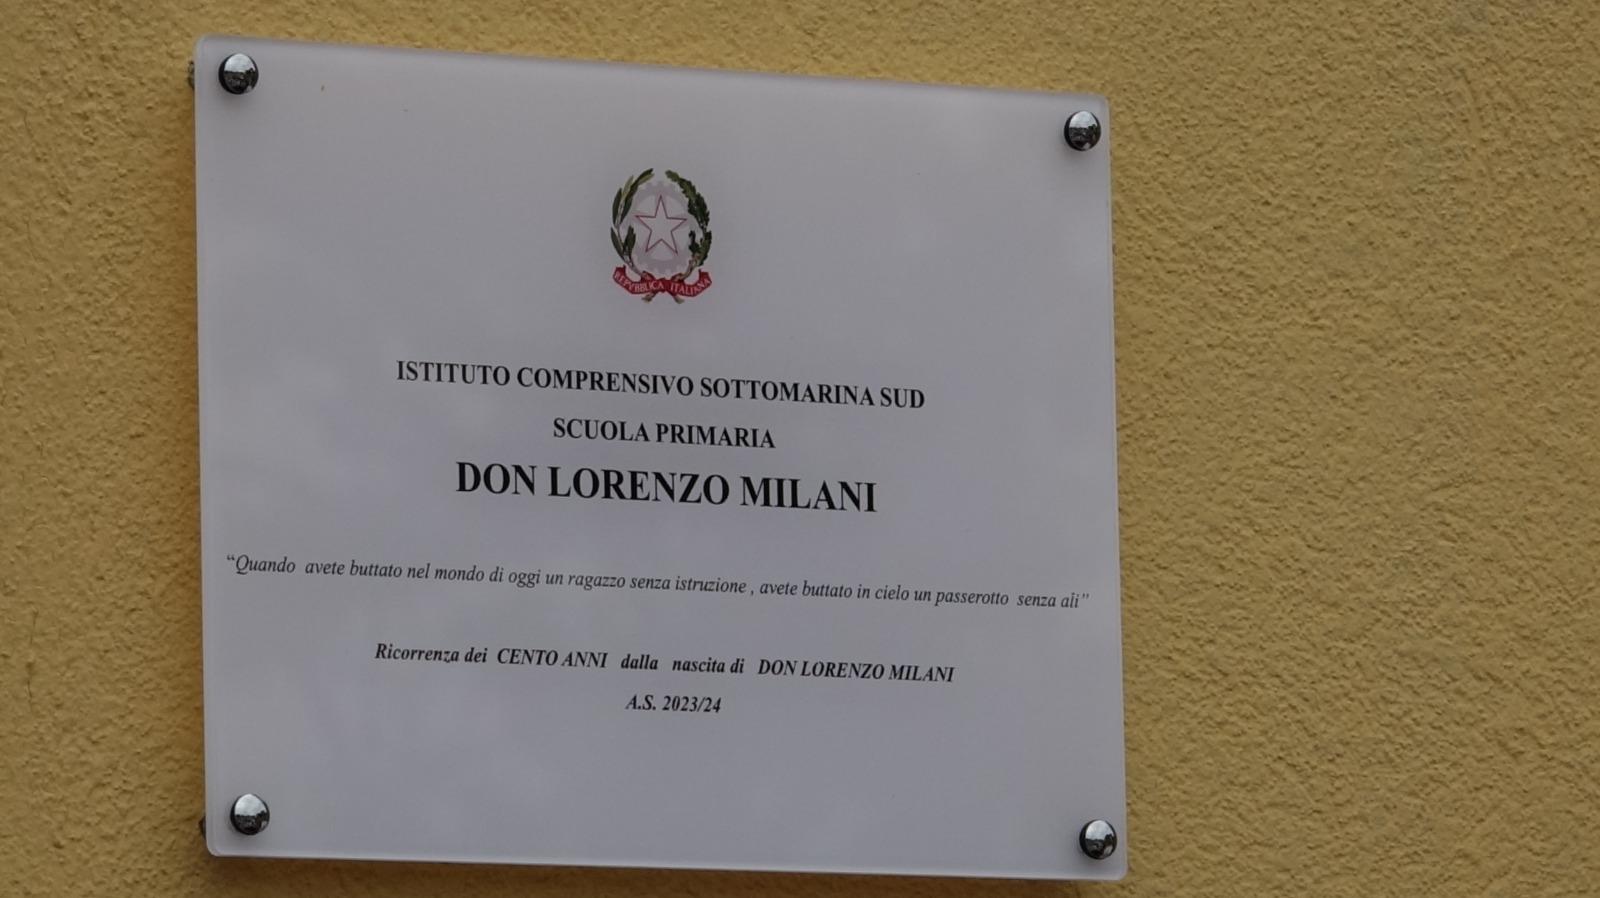 REPVBBLICA ITALIANA
ISTITUTO COMPRENSIVO SOTTOMARINA SUD
SCUOLA PRIMARIA
DON LORENZO MILANI
“Quando avete buttato nel mondo di oggi un ragazzo senza istruzione , avete buttato in cielo un passerotto senza ali”
Ricorrenza dei CENTO ANNI dalla nascita di DON LORENZO MILANI
A.S. 2023/24